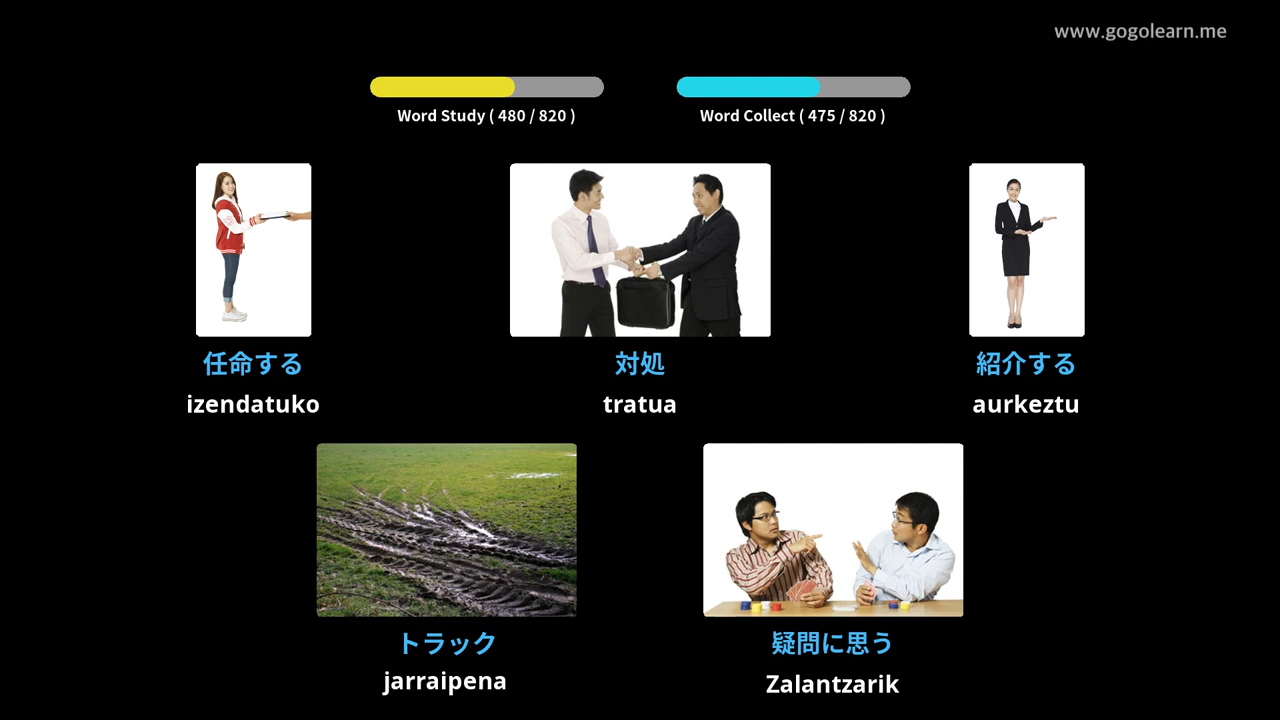 www.gogolearn.me
Word Study ( 480 / 820 )
Word Collect ( 475 / 820 )
任命する
対処
紹介する
izendatuko
tratua
aurkeztu
トラック
疑問に思う
jarraipena
Zalantzarik